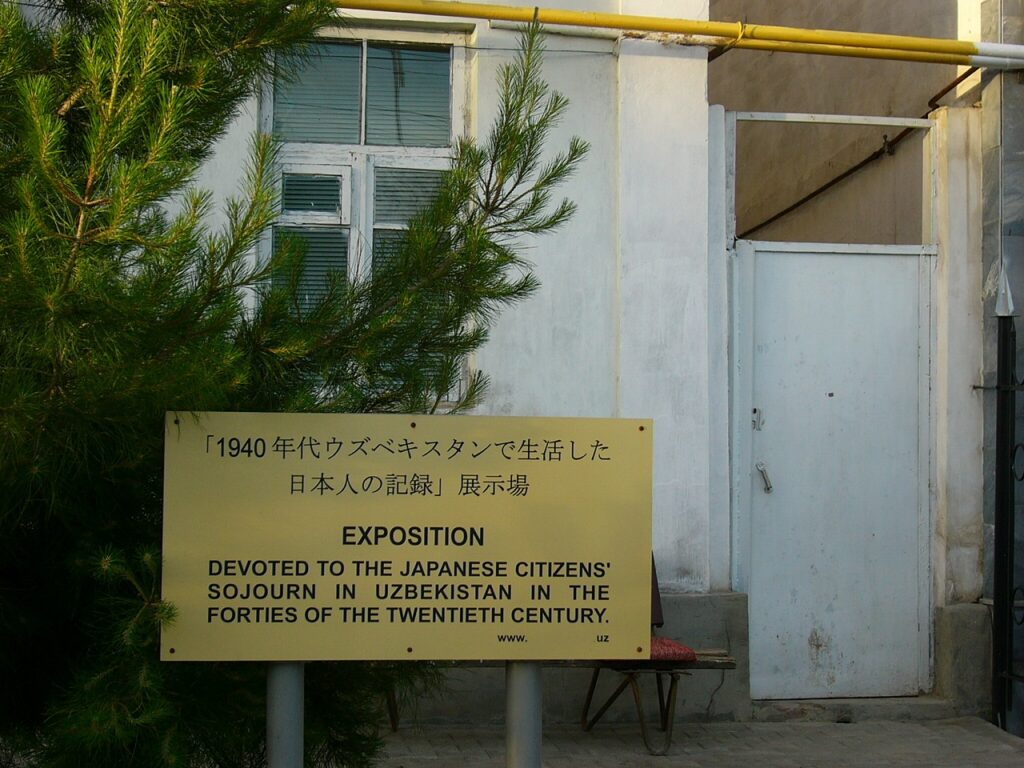 「1940年代ウズベキスタンで生活した
日本人の記録」展示場
EXPOSITION
DEVOTED TO THE JAPANESE CITIZENS'
SOJOURN IN UZBEKISTAN IN THE
FORTIES OF THE TWENTIETH CENTURY.
www. uz